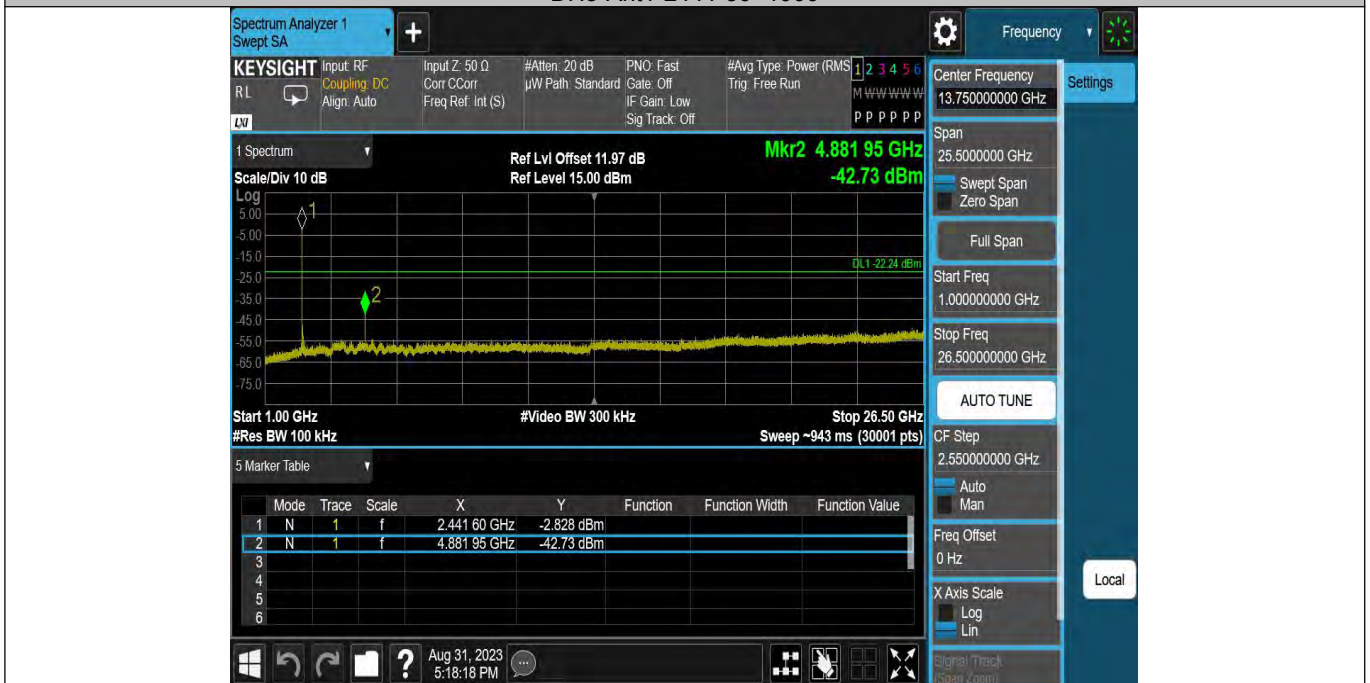 Spectrum Analyzer 1
Swept SA
+
Frequency
KEYSIGHT
RL
LXI
Input: RF
Coupling: DC
Align: Auto
Input Z: 50 Ω
Corr CCorr
Freq Ref: Int (S)
#Atten: 20 dB
µW Path: Standard
PNO: Fast
Gate: Off
IF Gain: Low
Sig Track: Off
#Avg Type: Power (RMS
Trig: Free Run
1 2 3 4 5 6
M W W W W W
P P P P P P
1 Spectrum
Scale/Div 10 dB
Ref Lvl Offset 11.97 dB
Ref Level 15.00 dBm
Mkr2 4.881 95 GHz
-42.73 dBm
Log
5.00
-5.00
-15.0
-25.0
-35.0
-45.0
-55.0
-65.0
-75.0
1
2
DL1 -22.24 dBm
Start 1.00 GHz
#Res BW 100 kHz
#Video BW 300 kHz
Stop 26.50 GHz
Sweep ~943 ms (30001 pts)
5 Marker Table
Mode Trace Scale X Y Function Function Width Function Value
1 N 1 f 2.441 60 GHz -2.828 dBm
2 N 1 f 4.881 95 GHz -42.73 dBm
3
4
5
6
Aug 31, 2023
5:18:18 PM
Center Frequency
13.750000000 GHz
Settings
Span
25.5000000 GHz
Swept Span
Zero Span
Full Span
Start Freq
1.000000000 GHz
Stop Freq
26.500000000 GHz
AUTO TUNE
CF Step
2.550000000 GHz
Auto
Man
Freq Offset
0 Hz
X Axis Scale
Log
Lin
Signal Track
(Span Zoom)
Local